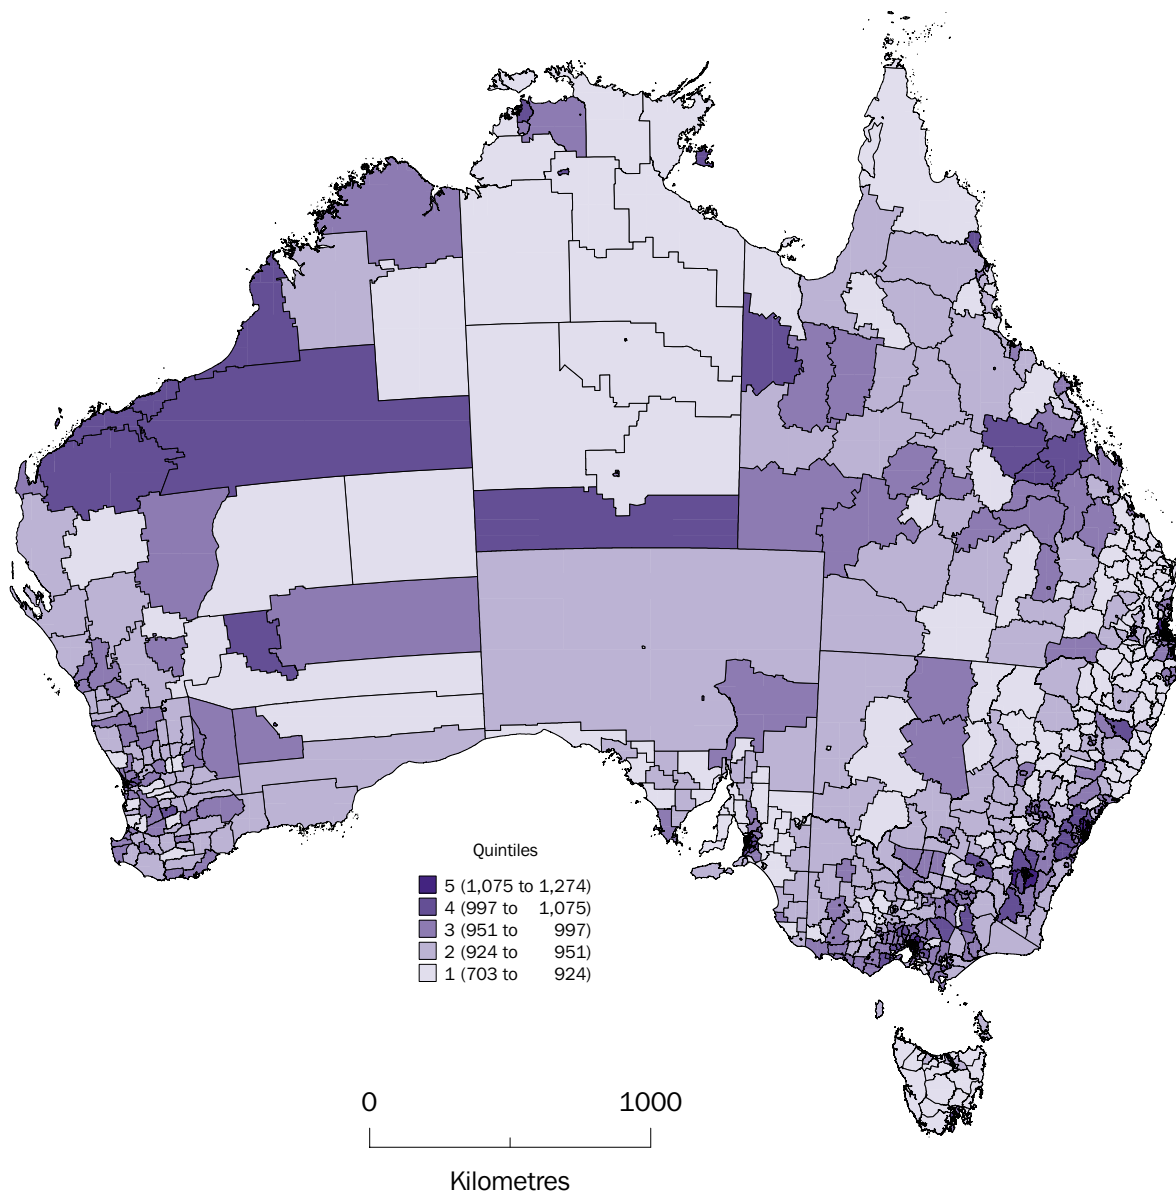 Quintiles
5 (1,075 to 1,274)
4 (997 to 1,075)
3 (951 to 997)
2 (924 to 951)
1 (703 to 924)
0 1000
Kilometres